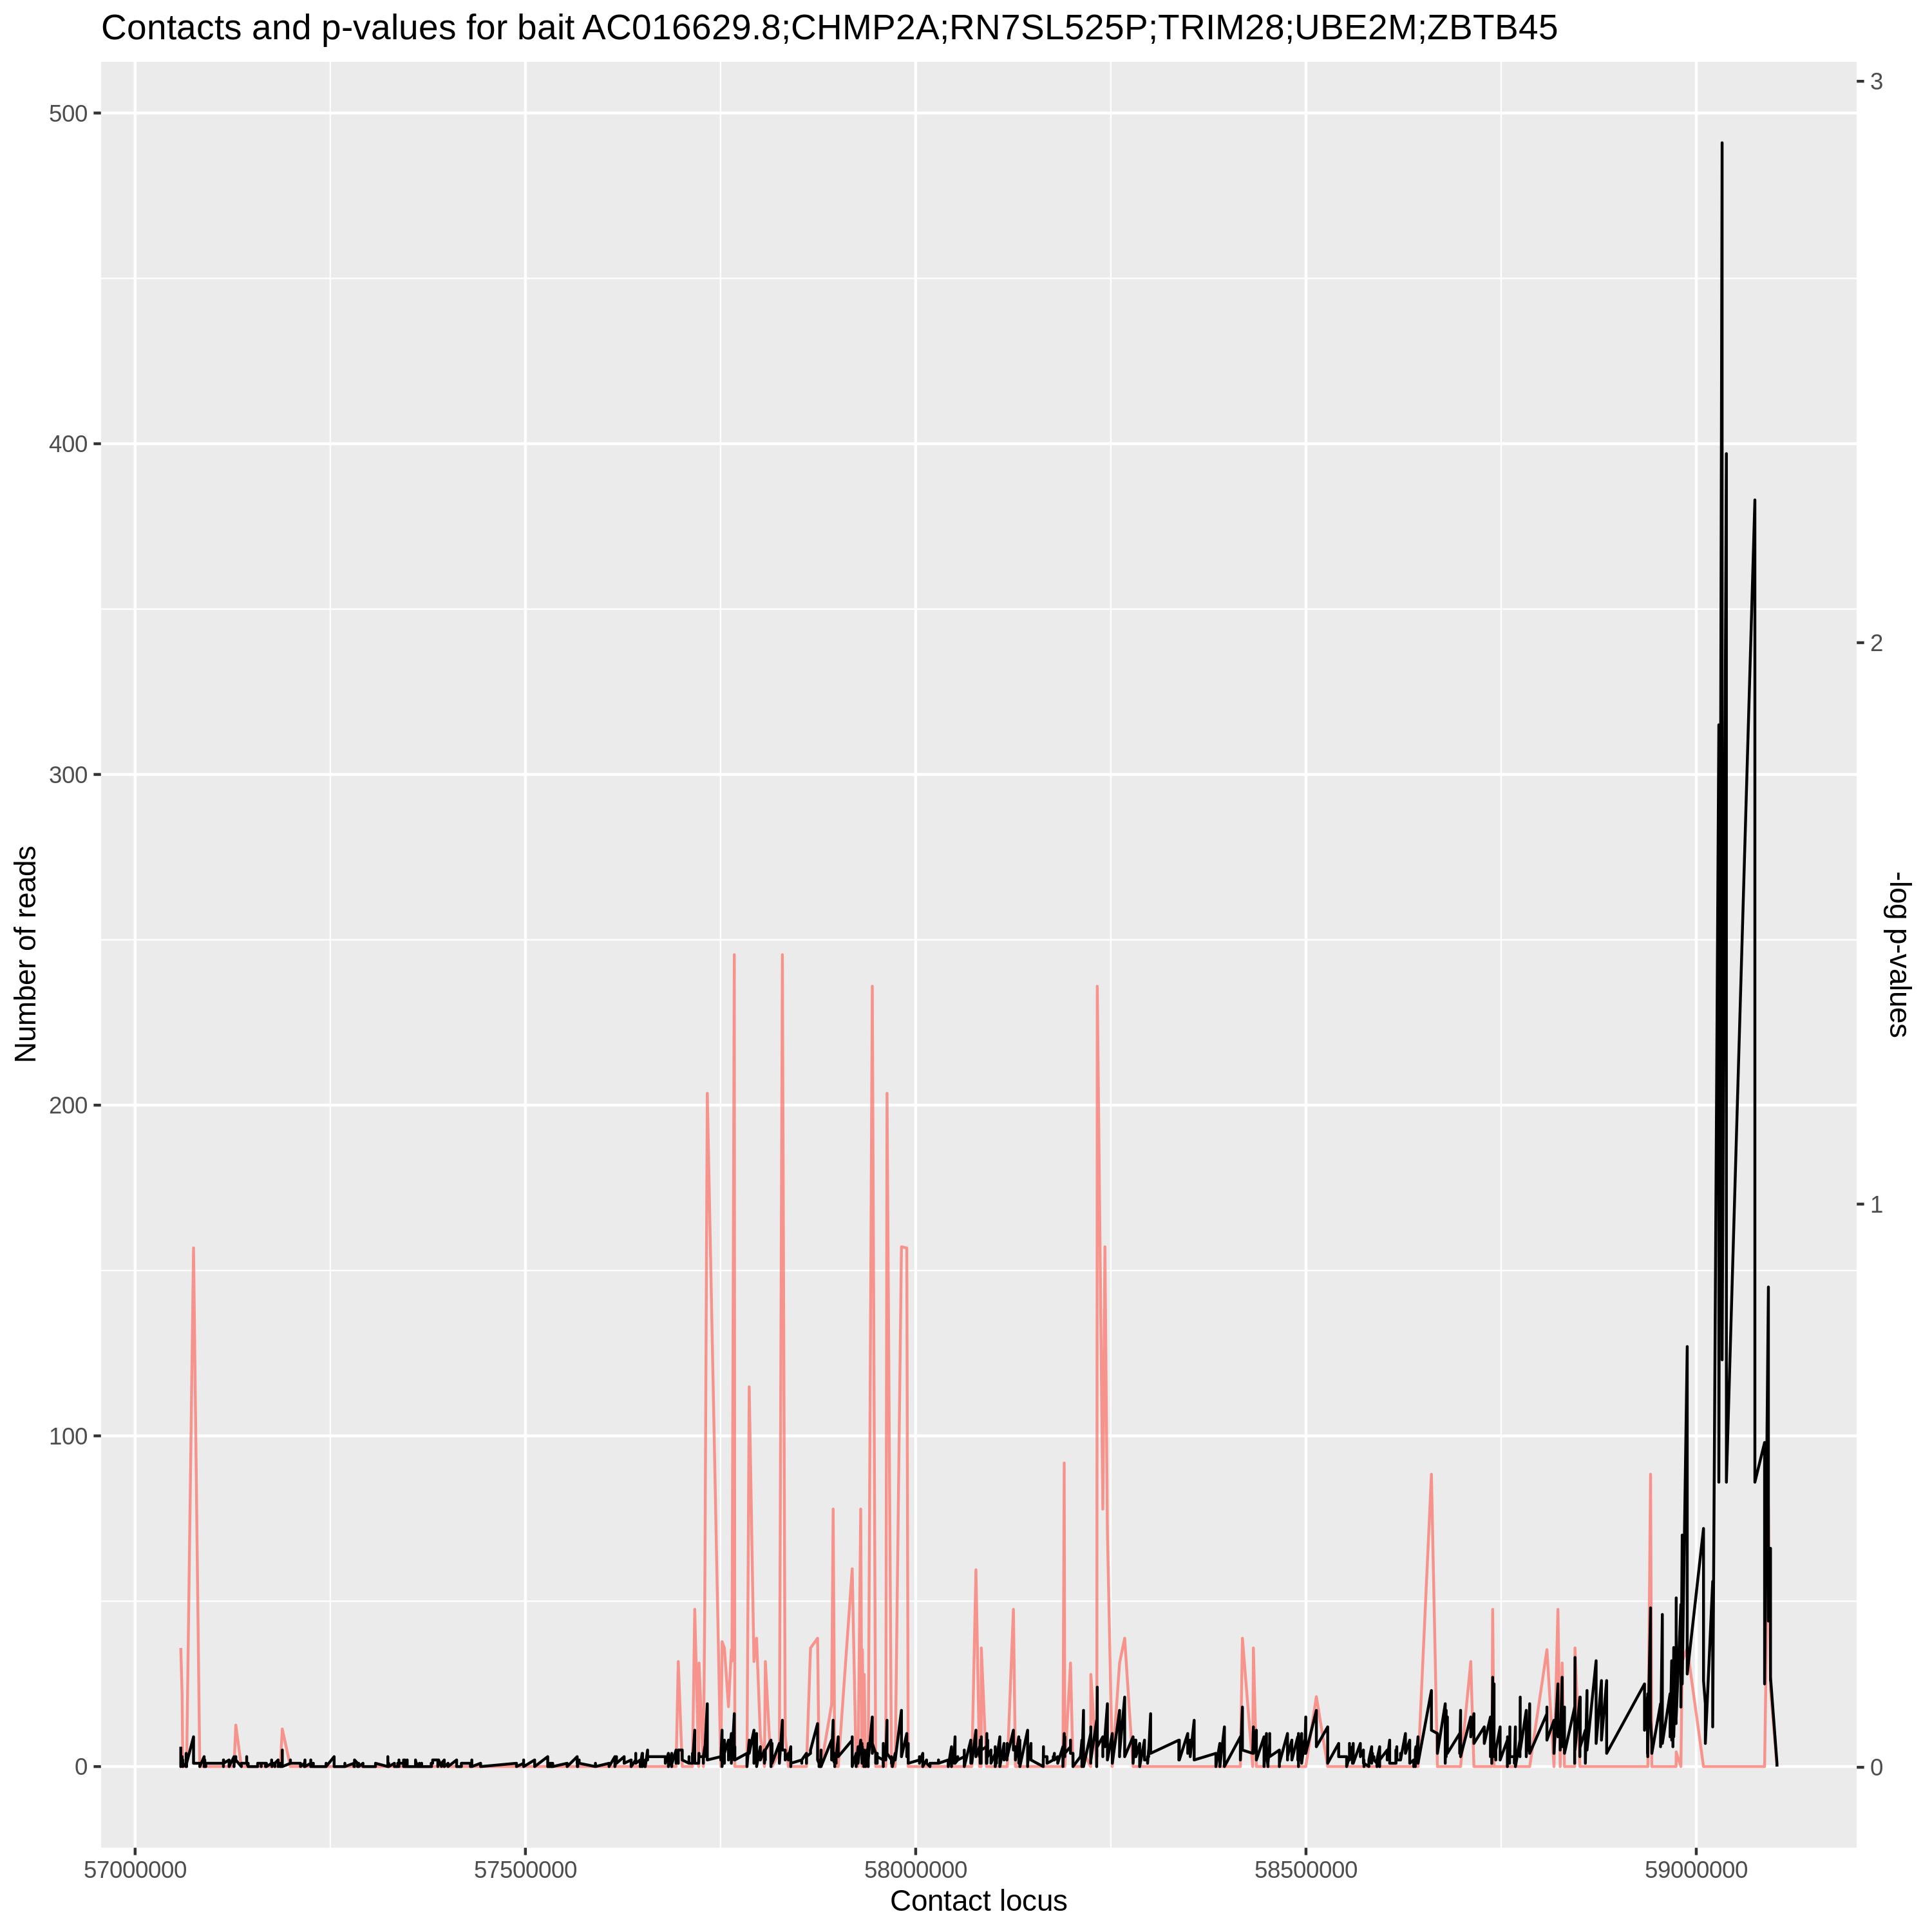 Contacts and p-values for bait AC016629.8;CHMP2A;RN7SL525P;TRIM28;UBE2M;ZBTB45
500
400
300
200
100
0
Number of reads
3
2
1
0
-log p-values
57000000 57500000 58000000 58500000 59000000
Contact locus